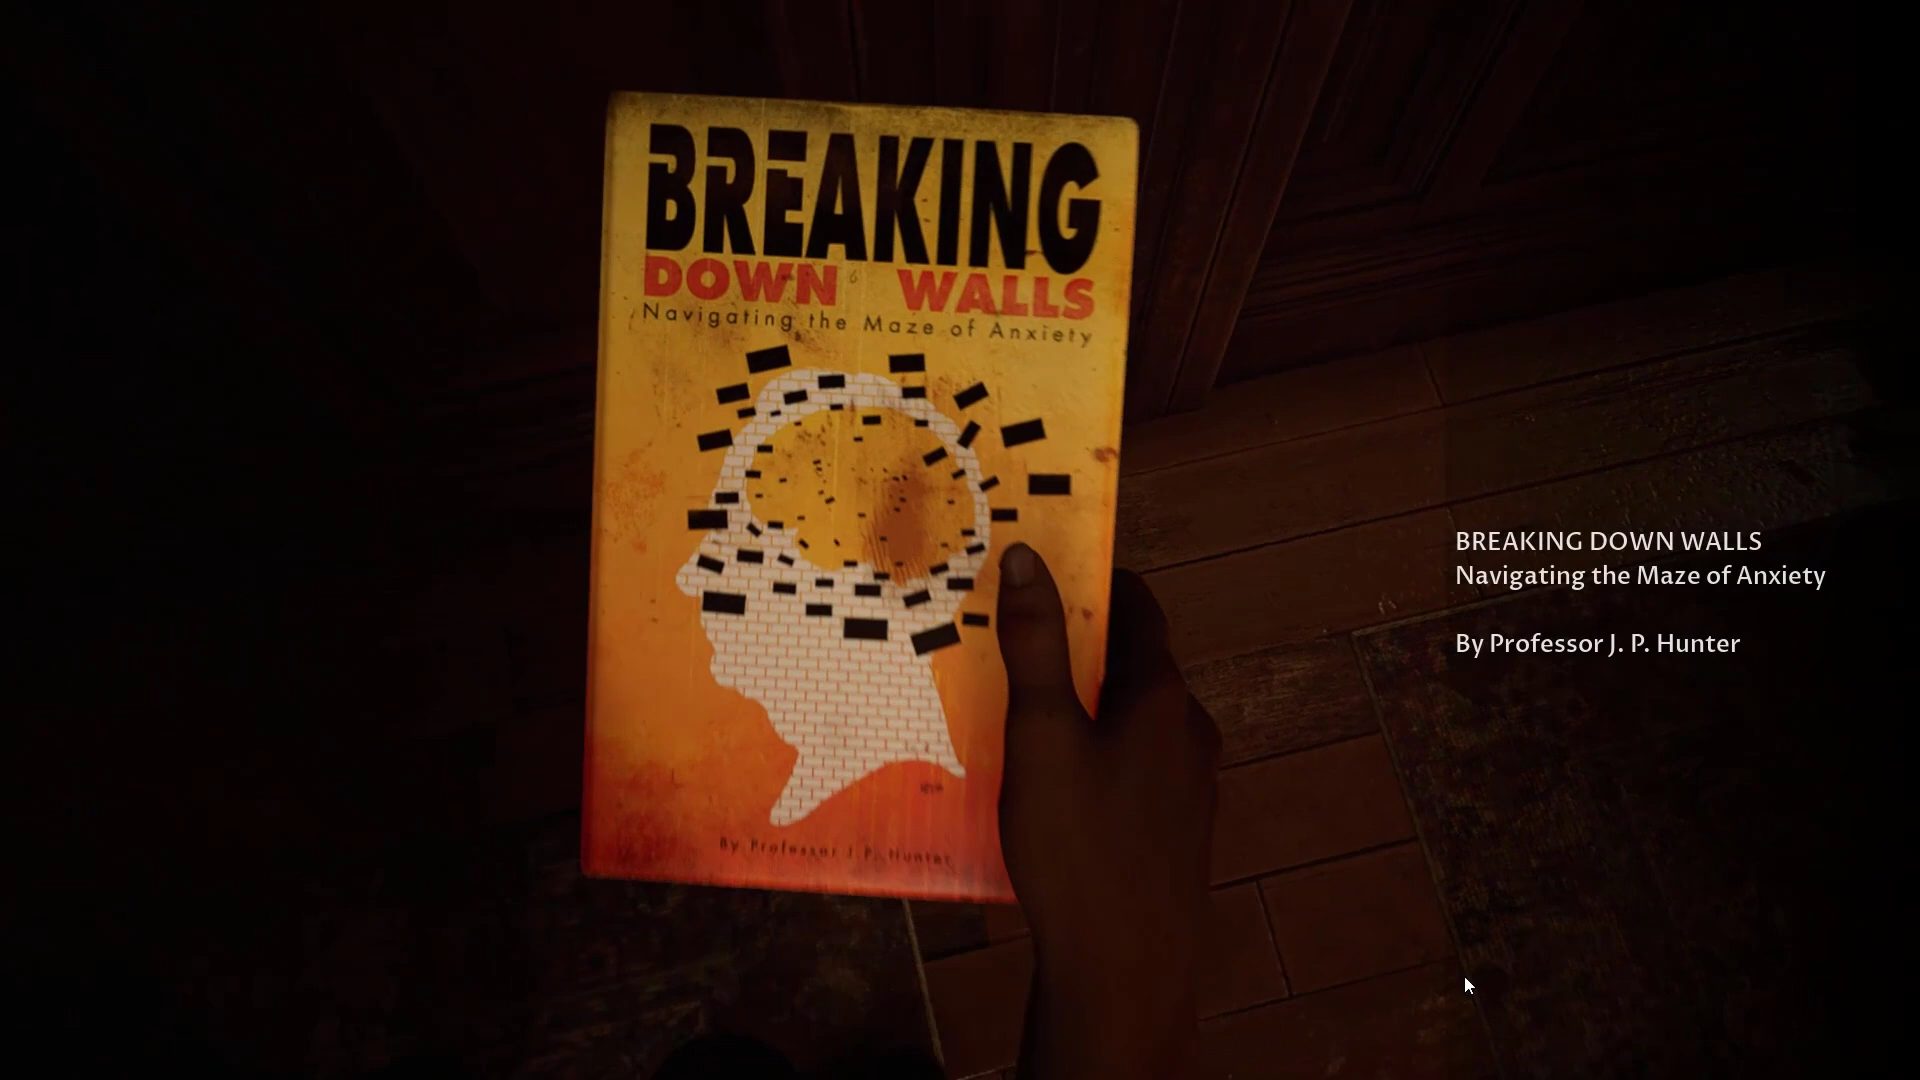 BREAKING
DOWN WALLS
Navigating the Maze of Anxiety
By Professor J. P. Hunter
BREAKING DOWN WALLS
Navigating the Maze of Anxiety
By Professor J. P. Hunter